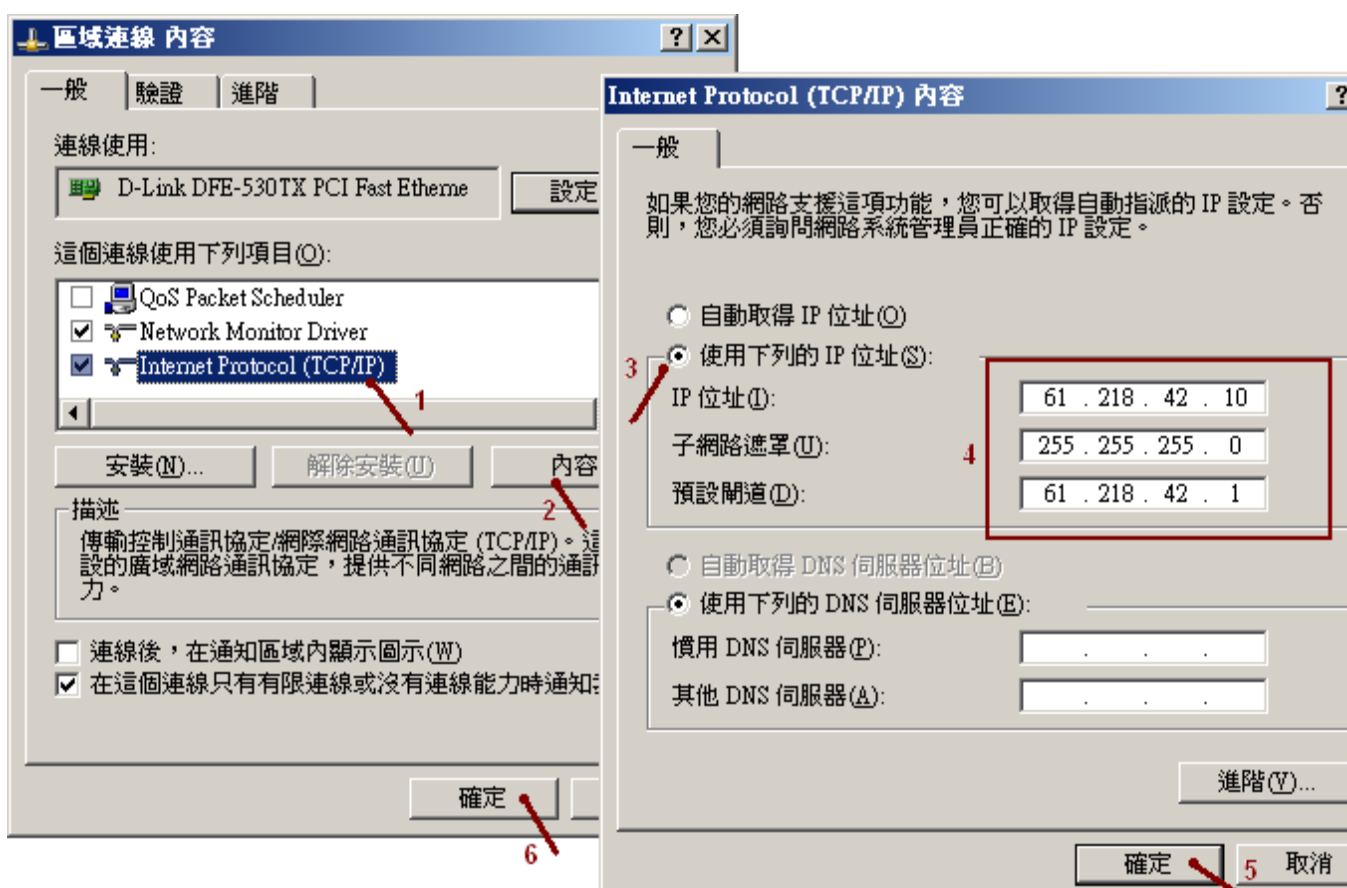 區域連線 內容
一般
驗證
進階
連線使用:
D-Link DFE-530TX PCI Fast Etherne
設定
這個連線使用下列項目(O):
QoS Packet Scheduler
Network Monitor Driver
Internet Protocol (TCP/IP)
1
安裝(N)...
解除安裝(U)
內容
2
描述
傳輸控制通訊協定/網際網路通訊協定 (TCP/IP)。這
設的廣域網路通訊協定，提供不同網路之間的通訊
力。
連線後，在通知區域內顯示圖示(W)
在這個連線只有有限連線或沒有連線能力時通知
確定
6
Internet Protocol (TCP/IP) 內容
一般
如果您的網路支援這項功能，您可以取得自動指派的 IP 設定。否
則，您必須詢問網路系統管理員正確的 IP 設定。
自動取得 IP 位址(O)
3
使用下列的 IP 位址(S):
IP 位址(I):
61 . 218 . 42 . 10
子網路遮罩(U):
4
255 . 255 . 255 . 0
預設閘道(D):
61 . 218 . 42 . 1
自動取得 DNS 伺服器位址(B)
使用下列的 DNS 伺服器位址(E):
慣用 DNS 伺服器(P):
. . .
其他 DNS 伺服器(A):
. . .
進階(V)...
確定
5
取消